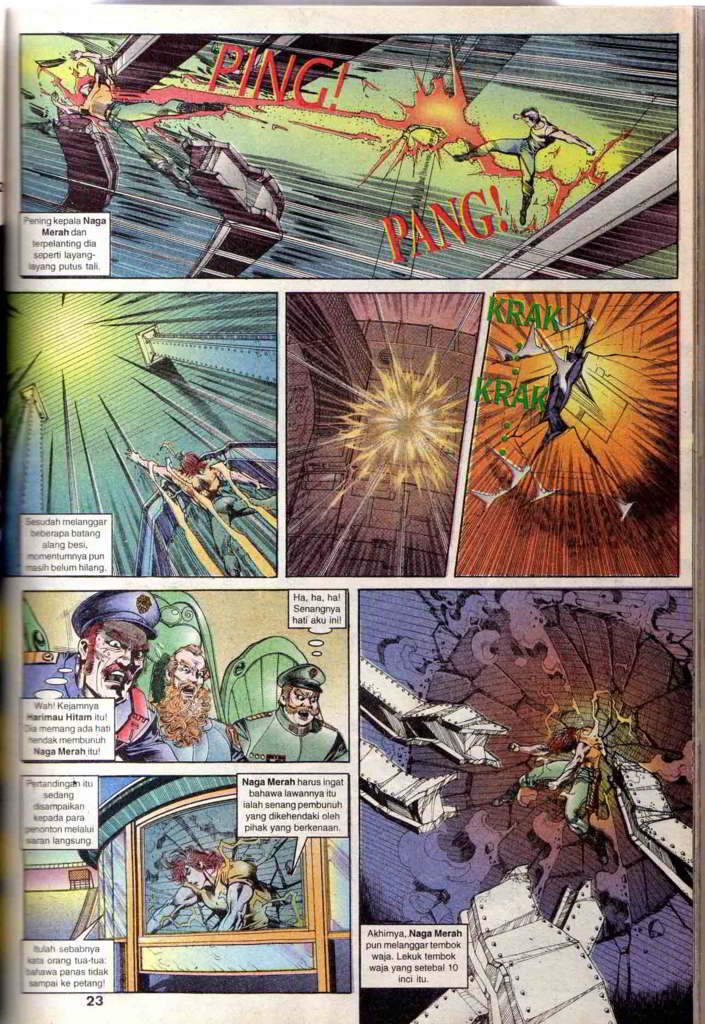 PING!
PANG!
Pening kepala Naga
Merah dan
terpelanting dia
seperti layang-
layang putus tali.
Sesudah melanggar
beberapa batang
alang besi,
momentumnya pun
masih belum hilang.
KRAK
KRAK
Ha, ha, ha!
Senangnya
hati aku ini!
Wah! Kejamnya
Harimau Hitam itu!
Dia memang ada hati
hendak membunuh
Naga Merah itu!
Pertandingan itu
sedang
disampaikan
kepada para
penonton melalui
siaran langsung.
Naga Merah harus ingat
bahawa lawannya itu
ialah senang pembunuh
yang dikehendaki oleh
pihak yang berkenaan.
Itulah sebabnya
kata orang tua-tua:
bahawa panas tidak
sampai ke petang!
Akhirnya, Naga Merah
pun melanggar tembok
waja. Lekuk tembok
waja yang setebal 10
inci itu.
23